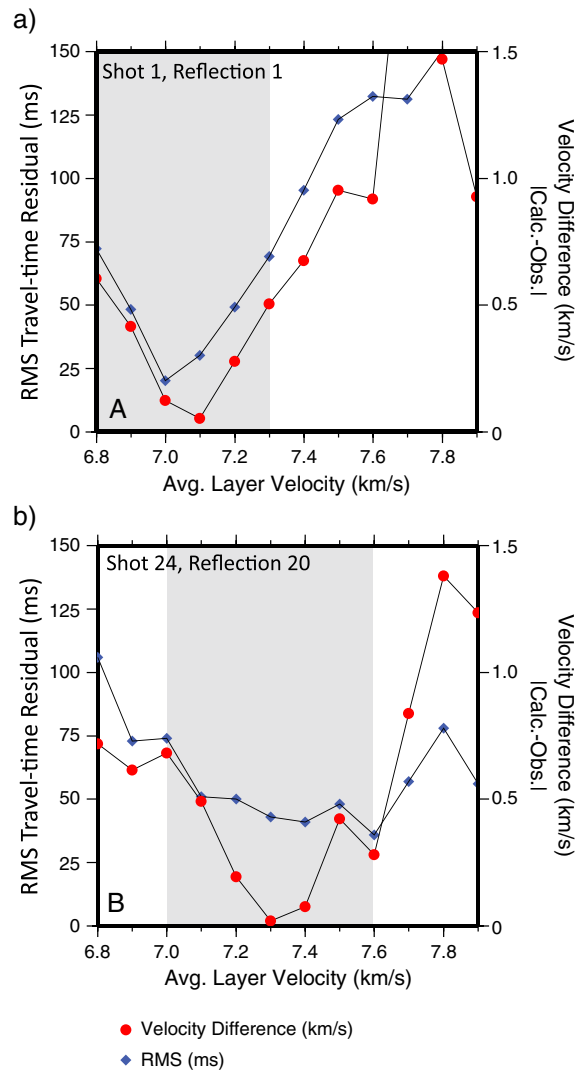 a)
Shot 1, Reflection 1
150
125
100
75
50
25
0
RMS Travel-time Residual (ms)
1.5
1.0
0.5
0
Velocity Difference (km/s)
|Calc.-Obs.|
A
6.8 7.0 7.2 7.4 7.6 7.8
Avg. Layer Velocity (km/s)
b)
Shot 24, Reflection 20
150
125
100
75
50
25
0
RMS Travel-time Residual (ms)
1.5
1.0
0.5
0
Velocity Difference (km/s)
|Calc.-Obs.|
B
6.8 7.0 7.2 7.4 7.6 7.8
Avg. Layer Velocity (km/s)
Velocity Difference (km/s)
RMS (ms)